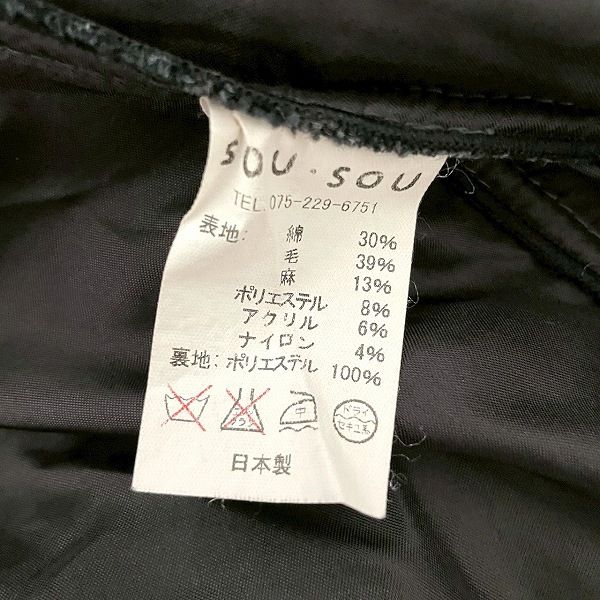 SOU・SOU
TEL.075-229-6751
表地: 綿 30%
毛 39%
麻 13%
ポリエステル 8%
アクリル 6%
ナイロン 4%
裏地:ポリエステル 100%
中 ドライ
セキユ系
日本製